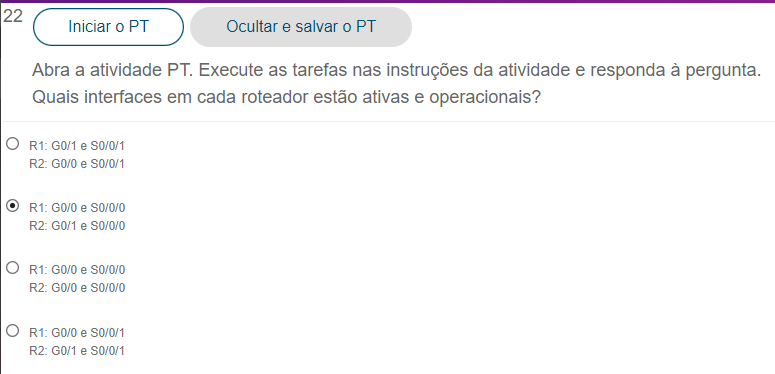 22
Iniciar o PT
Ocultar e salvar o PT
Abra a atividade PT. Execute as tarefas nas instruções da atividade e responda à pergunta.
Quais interfaces em cada roteador estão ativas e operacionais?
R1: G0/1 e S0/0/1
R2: G0/0 e S0/0/1
R1: G0/0 e S0/0/0
R2: G0/1 e S0/0/0
R1: G0/0 e S0/0/0
R2: G0/0 e S0/0/0
R1: G0/0 e S0/0/1
R2: G0/1 e S0/0/1